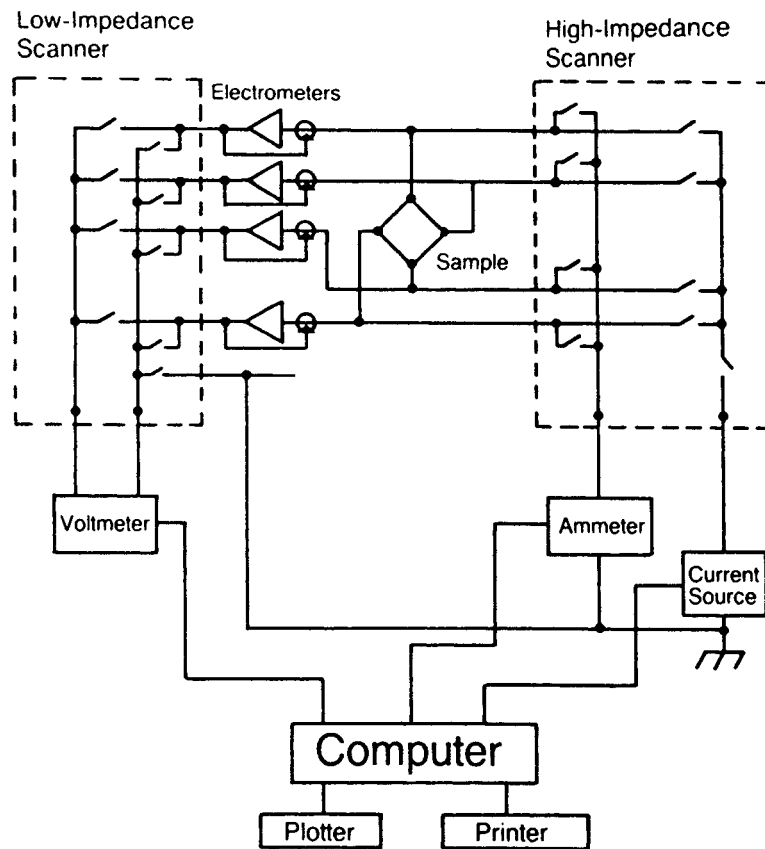 Low-Impedance
Scanner
High-Impedance
Scanner
Electrometers
Sample
Voltmeter
Ammeter
Current
Source
Computer
Plotter
Printer